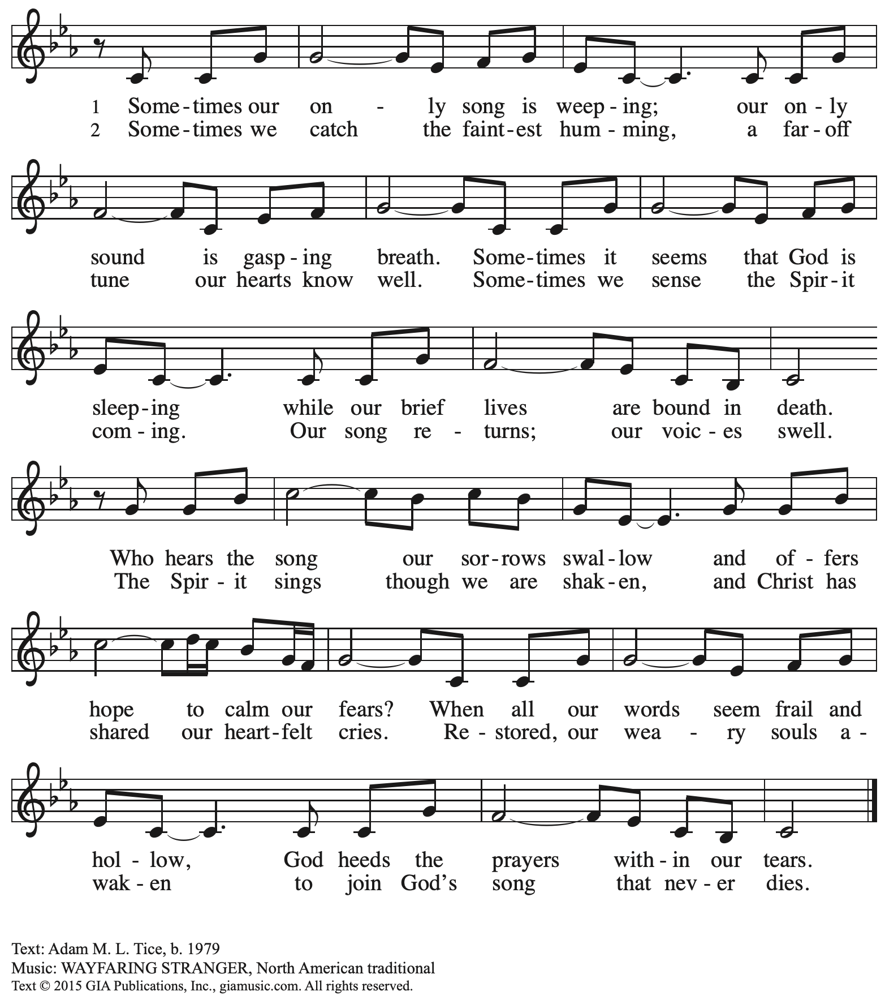 1 Some-times our on - ly song is weep - ing; our on - ly
2 Some-times we catch the faint-est hum - ming, a far - off
sound is gasp - ing breath. Some-times it seems that God is
tune our hearts know well. Some-times we sense the Spir - it
sleep-ing while our brief lives are bound in death.
com - ing. Our song re - turns; our voic - es swell.
Who hears the song our sor-rows swal-low and of - fers
The Spir - it sings though we are shak-en, and Christ has
hope to calm our fears? When all our words seem frail and
shared our heart-felt cries. Re - stored, our wea - ry souls a -
hol - low, God heeds the prayers with - in our tears.
wak - en to join God’s song that nev - er dies.
Text: Adam M. L. Tice, b. 1979
Music: WAYFARING STRANGER, North American traditional
Text © 2015 GIA Publications, Inc., giamusic.com. All rights reserved.